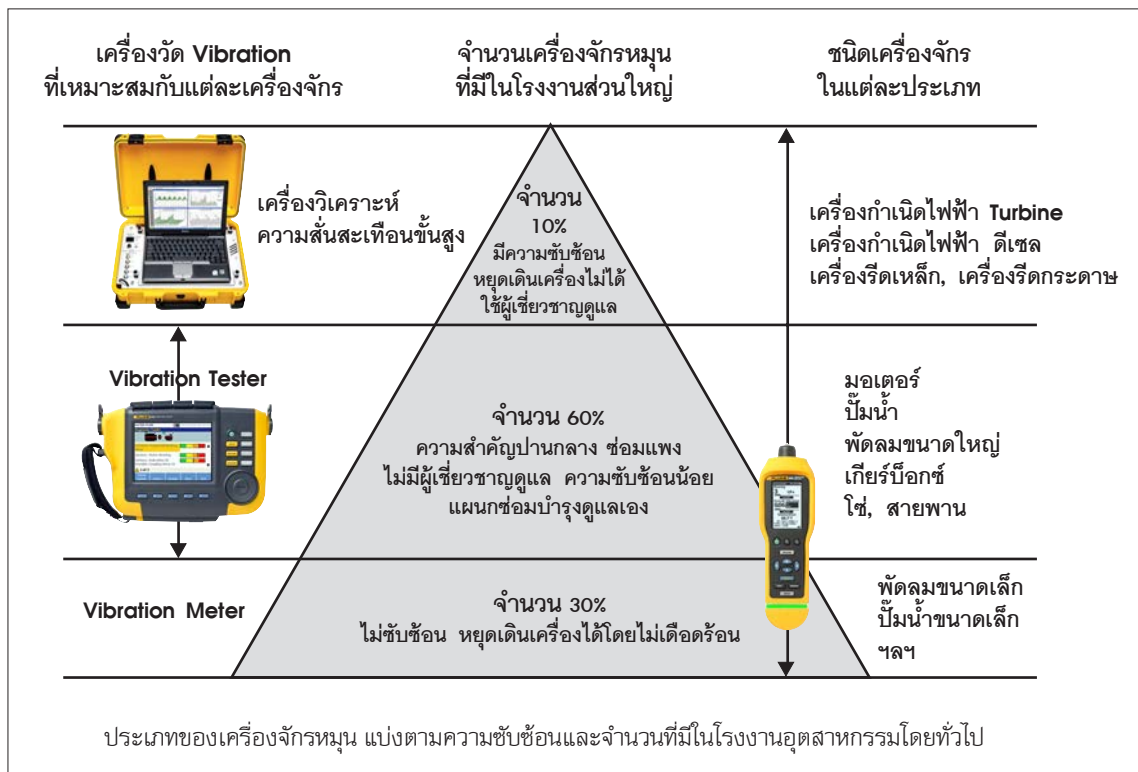 เครื่องวัด Vibration
ที่เหมาะสมกับแต่ละเครื่องจักร
จำนวนเครื่องจักรหมุน
ที่มีในโรงงานส่วนใหญ่
ชนิดเครื่องจักร
ในแต่ละประเภท
เครื่องวิเคราะห์
ความสั่นสะเทือนขั้นสูง
จำนวน
10%
มีความซับซ้อน
หยุดเดินเครื่องไม่ได้
ใช้ผู้เชี่ยวชาญดูแล
เครื่องกำเนิดไฟฟ้า Turbine
เครื่องกำเนิดไฟฟ้า ดีเซล
เครื่องรีดเหล็ก, เครื่องรีดกระดาษ
Vibration Tester
จำนวน 60%
ความสำคัญปานกลาง ซ่อมแพง
ไม่มีผู้เชี่ยวชาญดูแล ความซับซ้อนน้อย
แผนกซ่อมบำรุงดูแลเอง
มอเตอร์
ปั๊มน้ำ
พัดลมขนาดใหญ่
เกียร์บ็อกซ์
โซ่, สายพาน
Vibration Meter
จำนวน 30%
ไม่ซับซ้อน หยุดเดินเครื่องได้โดยไม่เดือดร้อน
พัดลมขนาดเล็ก
ปั๊มน้ำขนาดเล็ก
ฯลฯ
ประเภทของเครื่องจักรหมุน แบ่งตามความซับซ้อนและจำนวนที่มีในโรงงานอุตสาหกรรมโดยทั่วไป